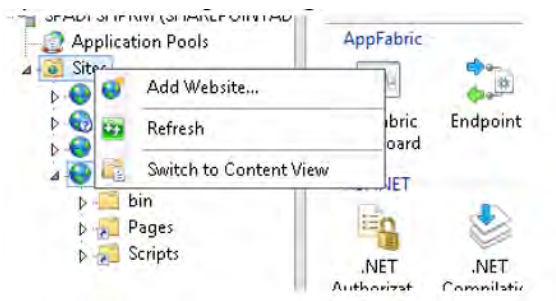 Application Pools
Sites
Add Website...
Refresh
Switch to Content View
bin
Pages
Scripts
AppFabric
Endpoint
.NET
.NET